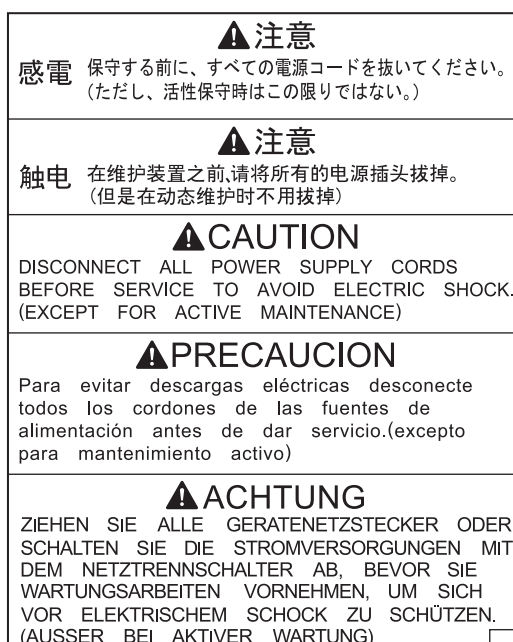 注意
感電 保守する前に、すべての電源コードを抜いてください。
(ただし、活性保守時はこの限りではない。)
注意
触电 在维护装置之前,请将所有的电源插头拔掉。
(但是在动态维护时不用拔掉)
CAUTION
DISCONNECT ALL POWER SUPPLY CORDS
BEFORE SERVICE TO AVOID ELECTRIC SHOCK.
(EXCEPT FOR ACTIVE MAINTENANCE)
PRECAUCION
Para evitar descargas eléctricas desconecte
todos los cordones de las fuentes de
alimentación antes de dar servicio.(excepto
para mantenimiento activo)
ACHTUNG
ZIEHEN SIE ALLE GERATENETZSTECKER ODER
SCHALTEN SIE DIE STROMVERSORGUNGEN MIT
DEM NETZTRENNSCHALTER AB, BEVOR SIE
WARTUNGSARBEITEN VORNEHMEN, UM SICH
VOR ELEKTRISCHEM SCHOCK ZU SCHÜTZEN.
(AUSSER BEI AKTIVER WARTUNG)